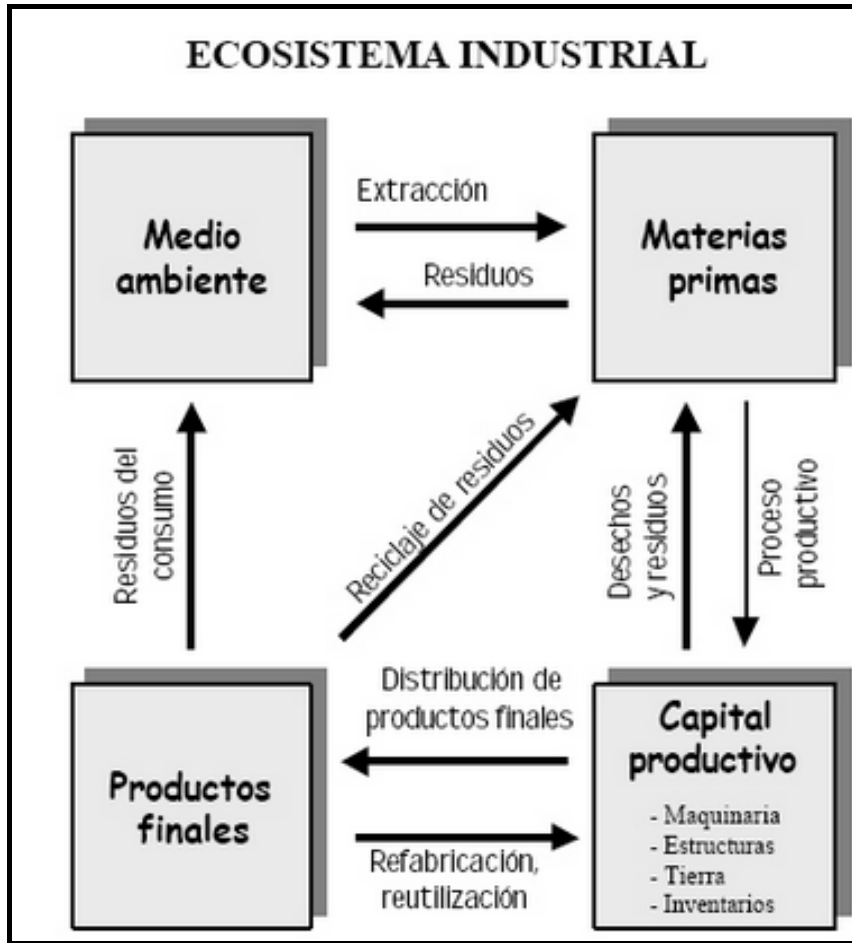 ECOSISTEMA INDUSTRIAL
Medio
ambiente
Extracción
Residuos
Materias
primas
Residuos del
consumo
Reciclaje de residuos
Desechos
y residuos
Proceso
productivo
Productos
finales
Distribución de
productos finales
Refabricación,
reutilización
Capital
productivo
- Maquinaria
- Estructuras
- Tierra
- Inventarios